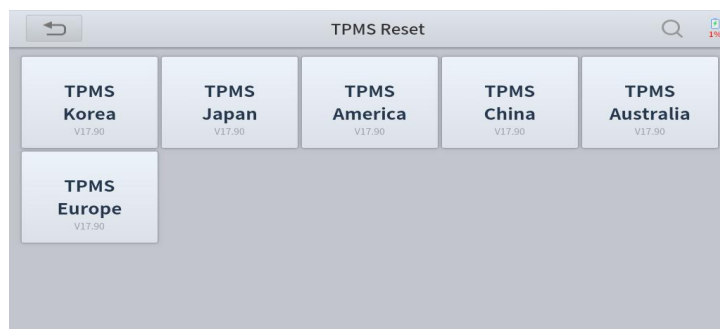 TPMS Reset
1%
TPMS
Korea
V17.90
TPMS
Japan
V17.90
TPMS
America
V17.90
TPMS
China
V17.90
TPMS
Australia
V17.90
TPMS
Europe
V17.90